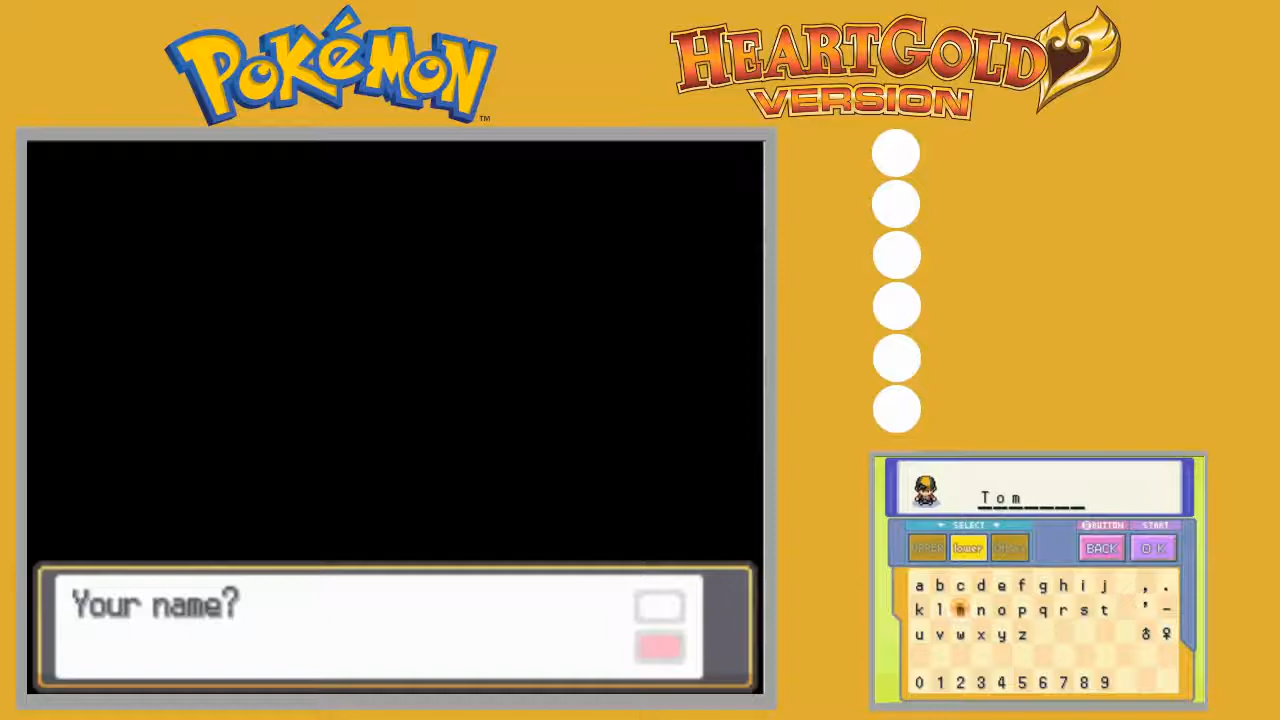 POKéMON
TM
HEARTGOLD
VERSION
Your name?
Tom
SELECT
BUTTON
START
UPPER
lower
Others
BACK
OK
a b c d e f g h i j , .
k l m n o p q r s t ' -
u v w x y z ♂ ♀
0 1 2 3 4 5 6 7 8 9